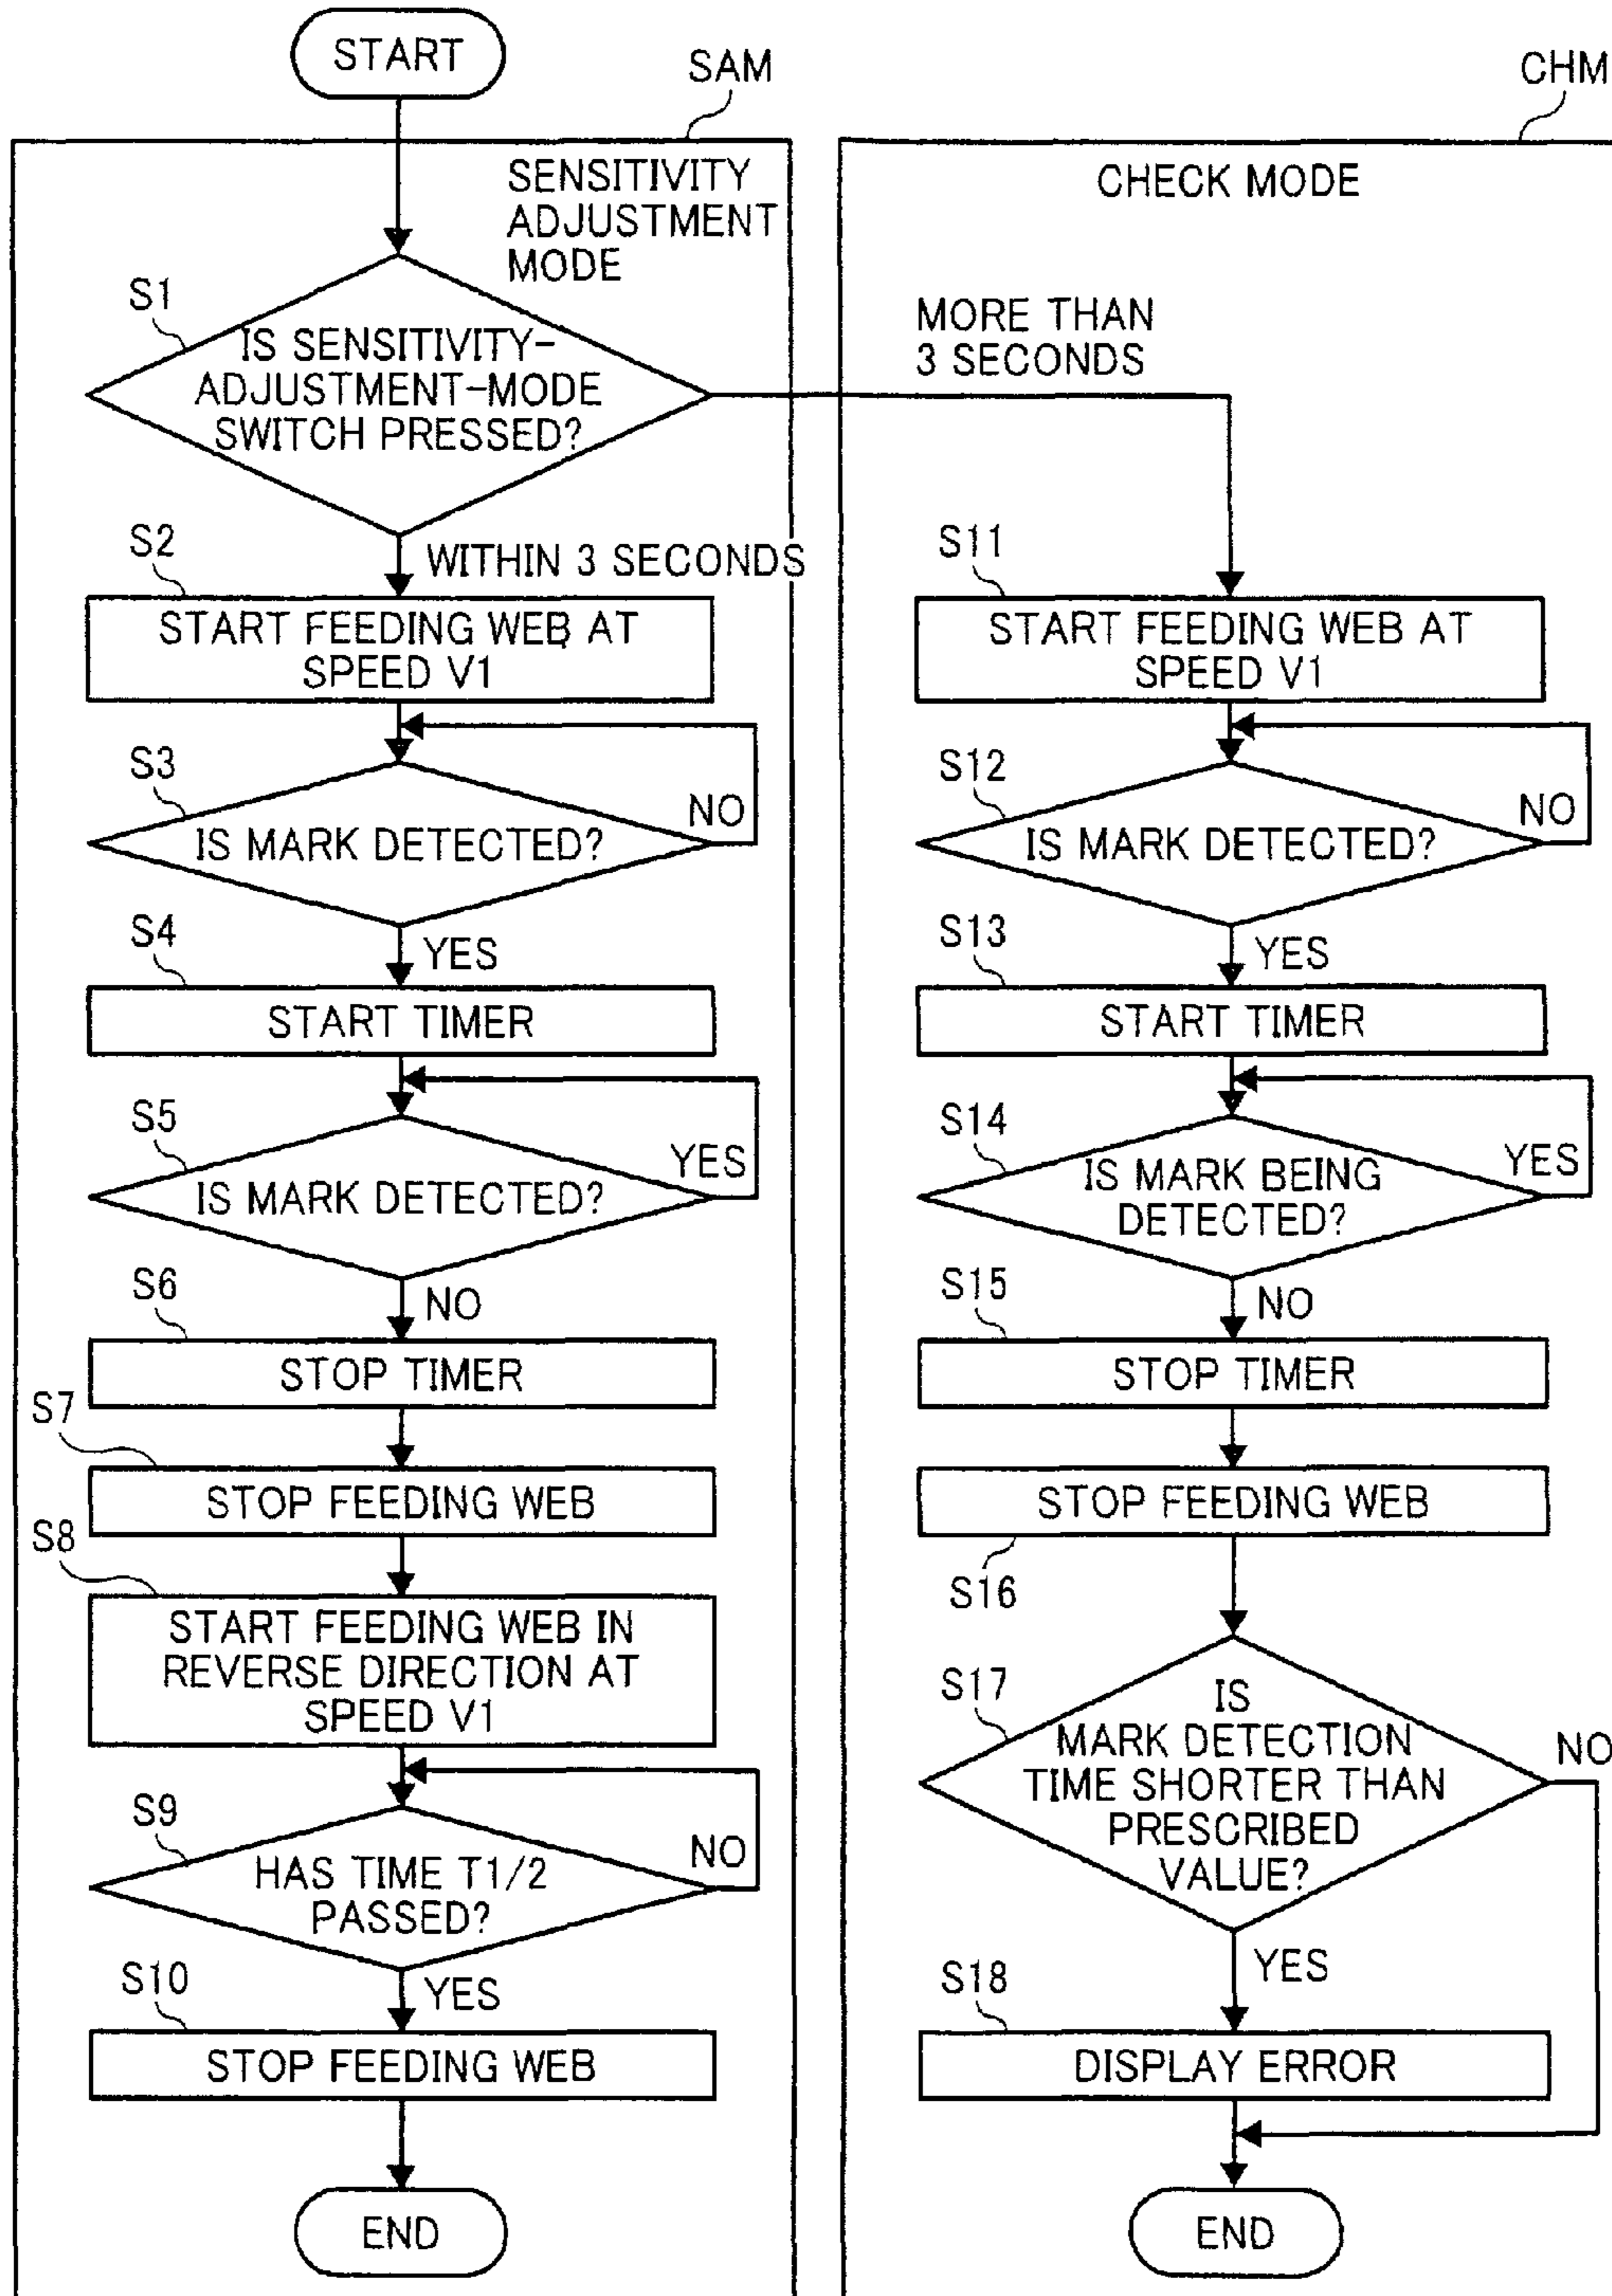 START
SAM
SENSITIVITY
ADJUSTMENT
MODE
S1
IS SENSITIVITY-
ADJUSTMENT-MODE
SWITCH PRESSED?
WITHIN 3 SECONDS
S2
START FEEDING WEB AT
SPEED V1
S3
IS MARK DETECTED?
NO
YES
S4
START TIMER
S5
IS MARK DETECTED?
YES
NO
S6
STOP TIMER
S7
STOP FEEDING WEB
S8
START FEEDING WEB IN
REVERSE DIRECTION AT
SPEED V1
S9
HAS TIME T1/2
PASSED?
NO
YES
S10
STOP FEEDING WEB
END
CHM
CHECK MODE
MORE THAN
3 SECONDS
S11
START FEEDING WEB AT
SPEED V1
S12
IS MARK DETECTED?
NO
YES
S13
START TIMER
S14
IS MARK BEING
DETECTED?
YES
NO
S15
STOP TIMER
STOP FEEDING WEB
S16
S17
IS
MARK DETECTION
TIME SHORTER THAN
PRESCRIBED
VALUE?
NO
YES
S18
DISPLAY ERROR
END